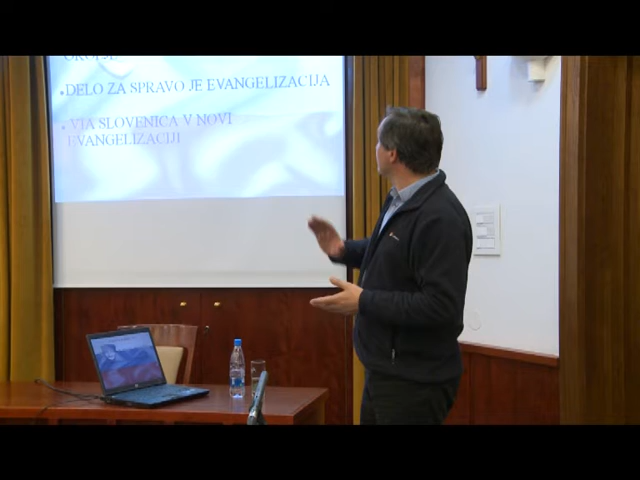 •DELO ZA SPRAVO JE EVANGELIZACIJA
• VIA SLOVENICA V NOVI
EVANGELIZACIJI